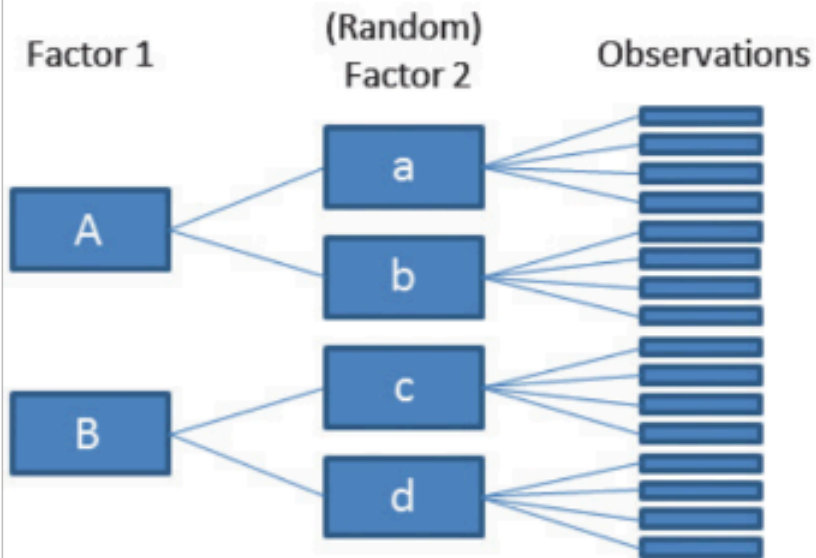 Factor 1
(Random)
Factor 2
Observations
A
a
b
B
c
d